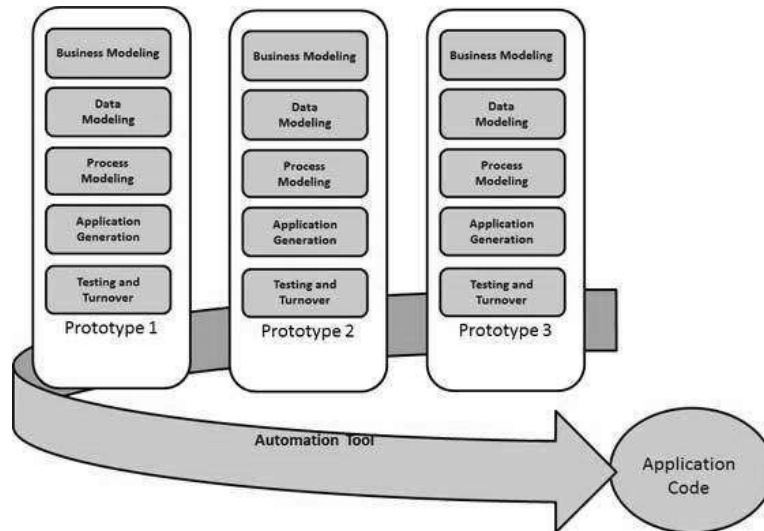 Business Modeling
Data
Modeling
Process
Modeling
Application
Generation
Testing and
Turnover
Prototype 1
Business Modeling
Data
Modeling
Process
Modeling
Application
Generation
Testing and
Turnover
Prototype 2
Business Modeling
Data
Modeling
Process
Modeling
Application
Generation
Testing and
Turnover
Prototype 3
Automation Tool
Application
Code